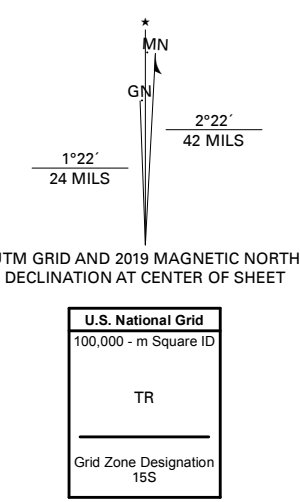 MN
GN
2°22´
42 MILS
1°22´
24 MILS
UTM GRID AND 2019 MAGNETIC NORTH
DECLINATION AT CENTER OF SHEET
U.S. National Grid
100,000 - m Square ID
TR
Grid Zone Designation
15S